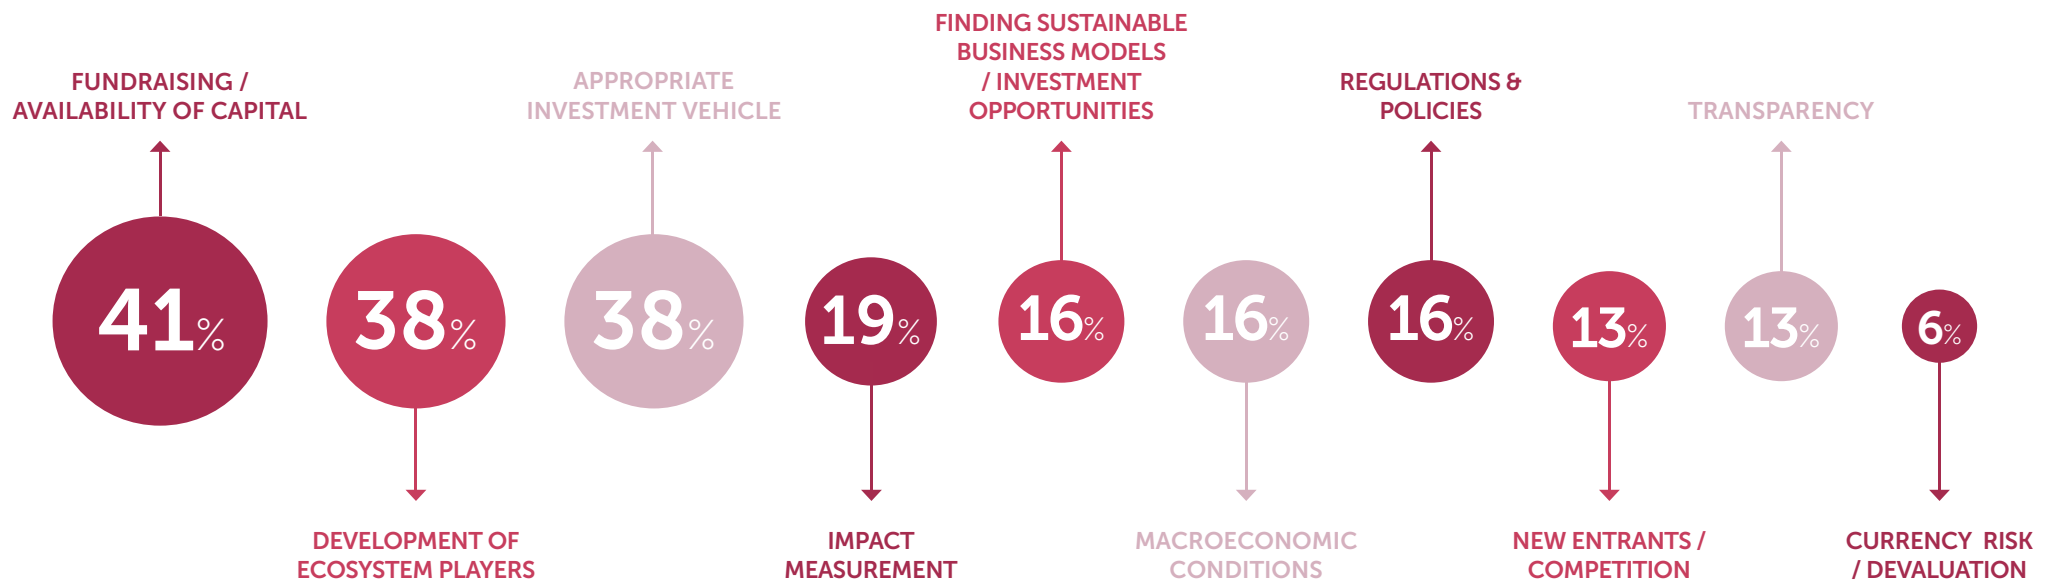 FUNDRAISING /
AVAILABILITY OF CAPITAL
41%
38%
DEVELOPMENT OF
ECOSYSTEM PLAYERS
APPROPRIATE
INVESTMENT VEHICLE
38%
19%
IMPACT
MEASUREMENT
FINDING SUSTAINABLE
BUSINESS MODELS
/ INVESTMENT
OPPORTUNITIES
16%
16%
MACROECONOMIC
CONDITIONS
REGULATIONS &
POLICIES
16%
13%
NEW ENTRANTS /
COMPETITION
TRANSPARENCY
13%
6%
CURRENCY RISK
/ DEVALUATION